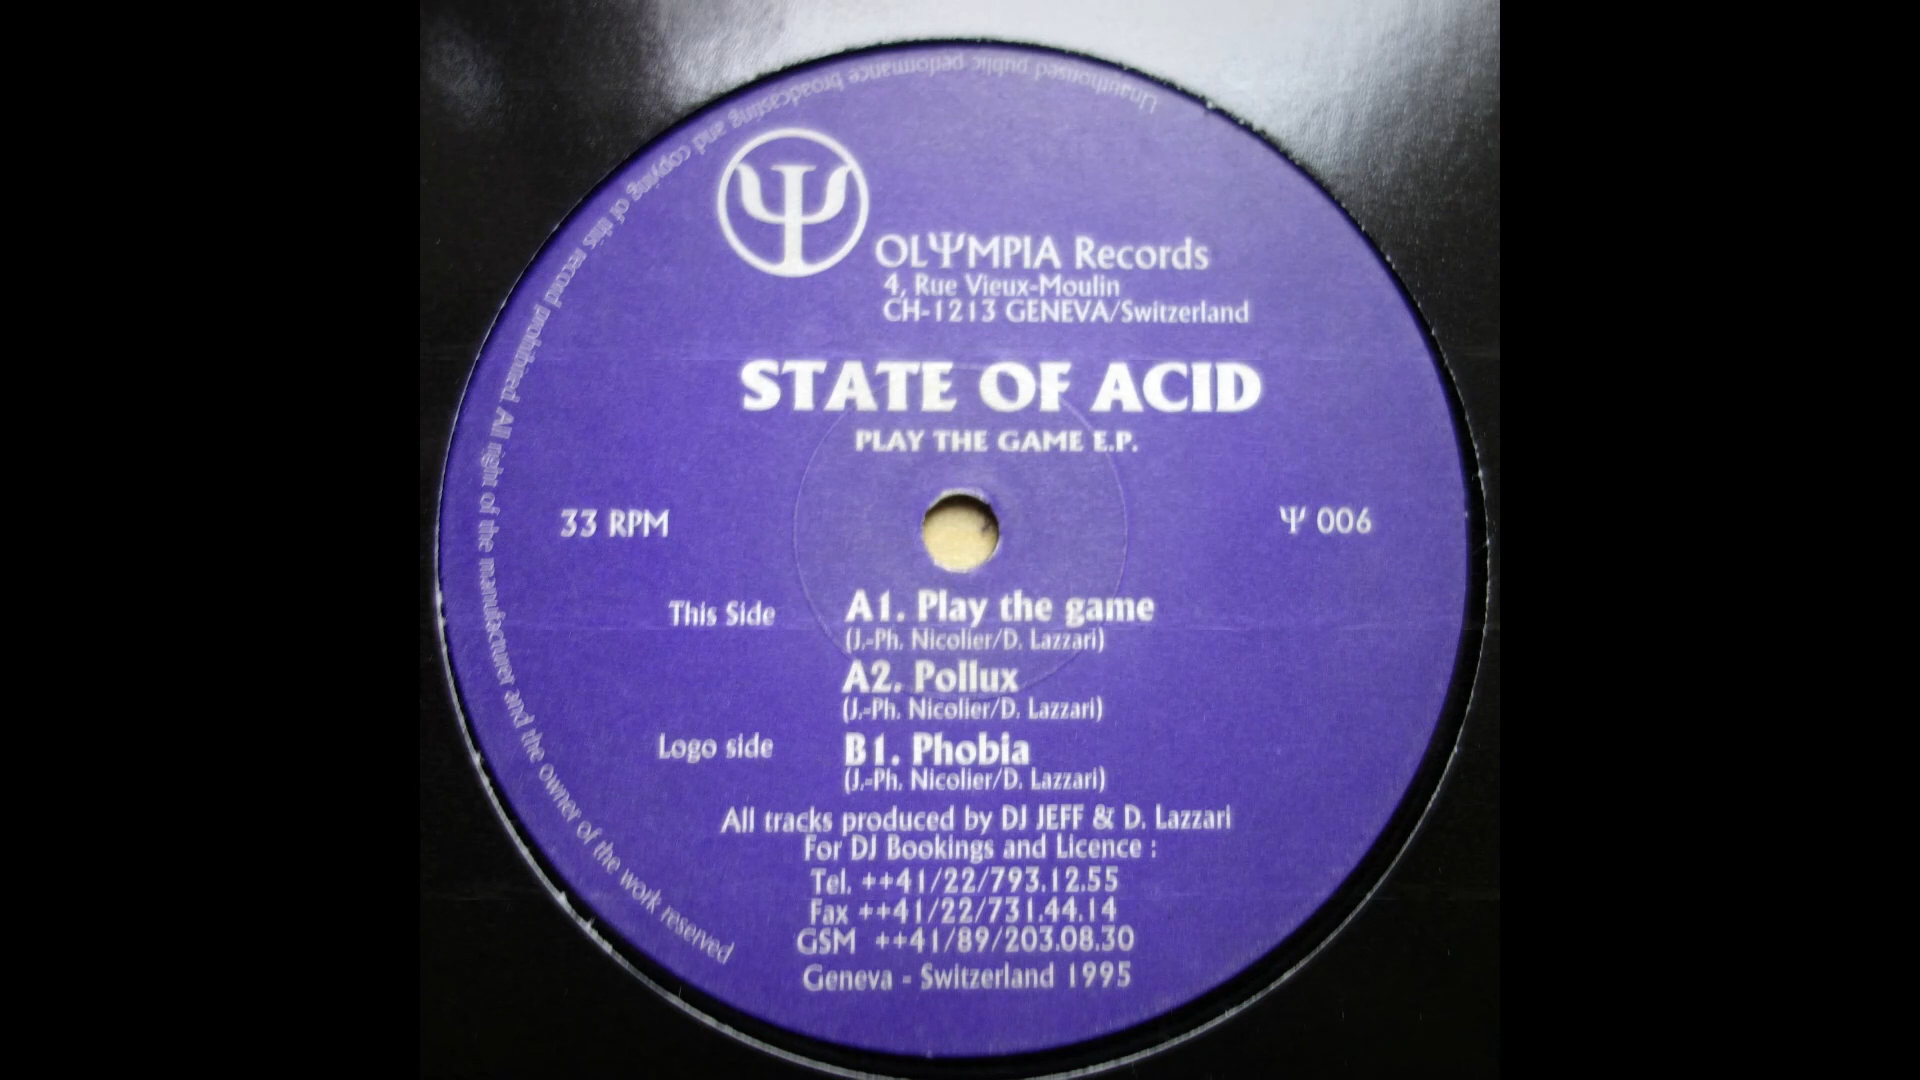 Unauthorised public performance broadcasting and copying of this record prohibited. All right of the manufacturer and the owner of the work reserved
Ψ
OLΨMPIA Records
4, Rue Vieux-Moulin
CH-1213 GENEVA/Switzerland
STATE OF ACID
PLAY THE GAME E.P.
33 RPM
Ψ 006
This Side
A1. Play the game
(J.-Ph. Nicolier/D. Lazzari)
A2. Pollux
(J.-Ph. Nicolier/D. Lazzari)
Logo side
B1. Phobia
(J.-Ph. Nicolier/D. Lazzari)
All tracks produced by DJ JEFF & D. Lazzari
For DJ Bookings and Licence :
Tel. ++41/22/793.12.55
Fax ++41/22/731.44.14
GSM ++41/89/203.08.30
Geneva - Switzerland 1995